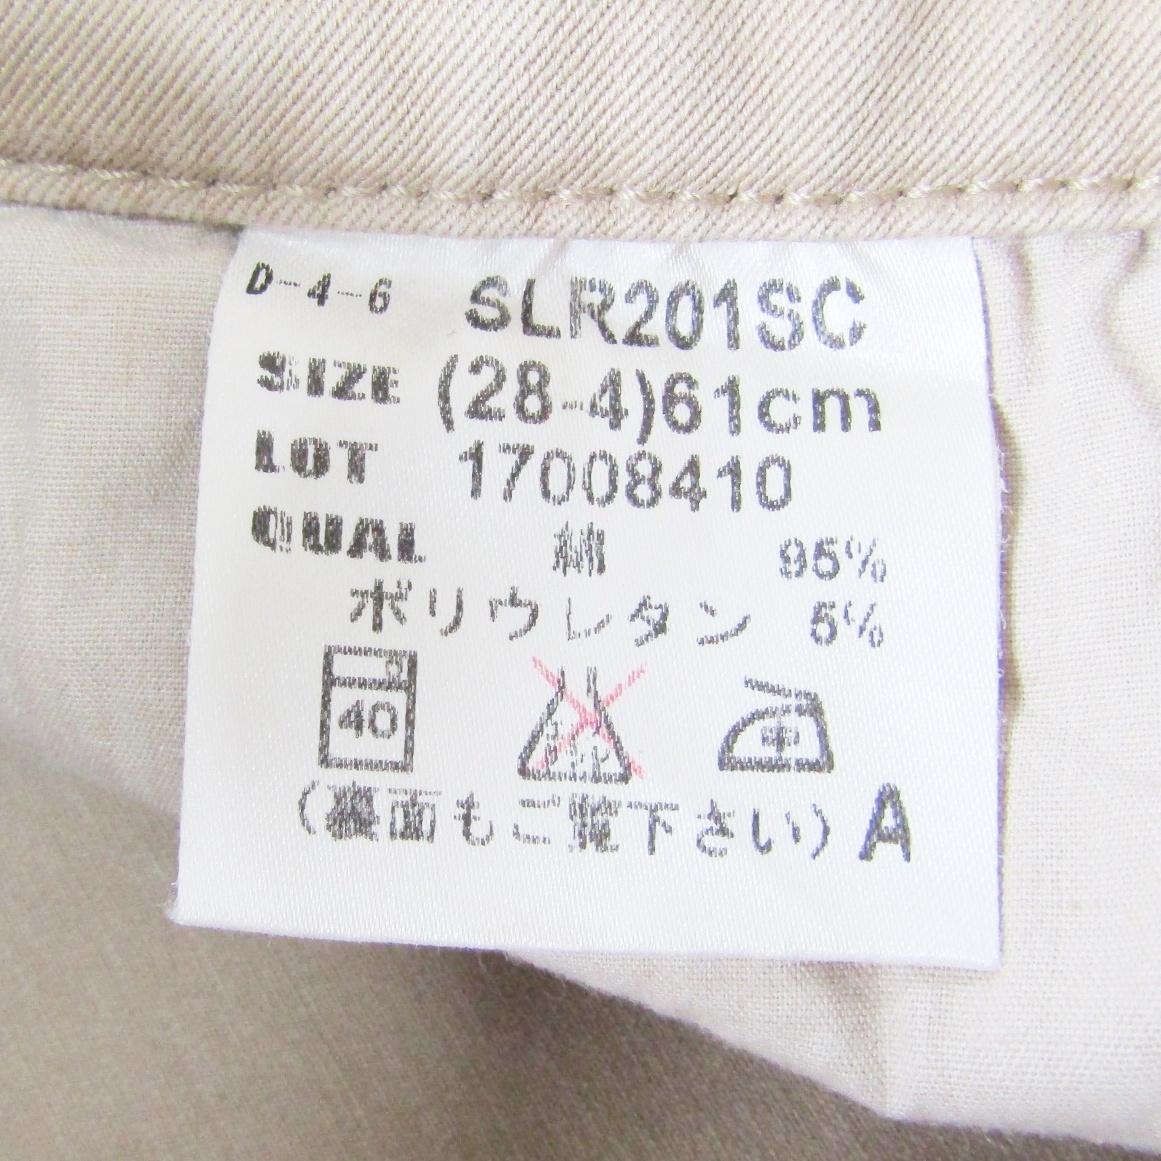 D-4-6 SLR201SC
SIZE (28-4)61cm
LOT 17008410
QUAL 綿 95%
ポリウレタン 5%
40 中
(裏面もご覧下さい) A